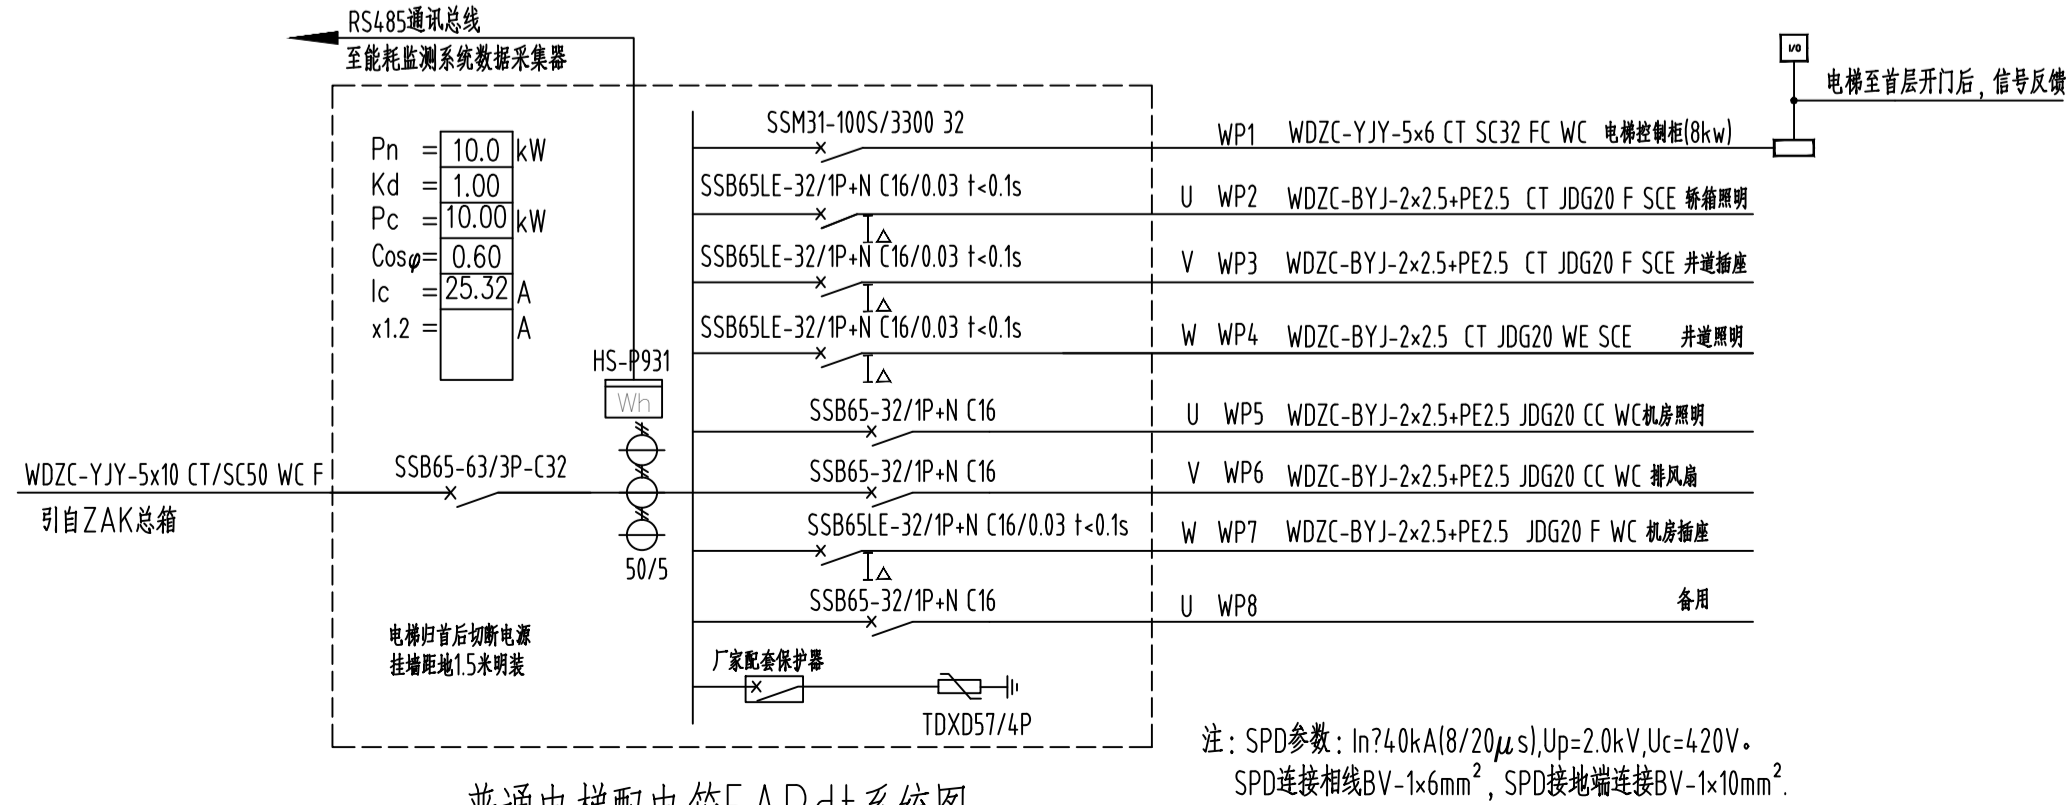 RS485通讯总线
至能耗监测系统数据采集器
I/O
电梯至首层开门后，信号反馈
Pn = 10.0 kW
Kd = 1.00
Pc = 10.00 kW
Cosφ= 0.60
Ic = 25.32 A
x1.2 = A
HS-P931
Wh
50/5
WDZC-YJY-5x10 CT/SC50 WC F
引自ZAK总箱
SSB65-63/3P-C32
电梯归首后切断电源
挂墙距地1.5米明装
SSM31-100S/3300 32 WP1 WDZC-YJY-5×6 CT SC32 FC WC 电梯控制柜(8kw)
SSB65LE-32/1P+N C16/0.03 t<0.1s U WP2 WDZC-BYJ-2×2.5+PE2.5 CT JDG20 F SCE 轿箱照明
SSB65LE-32/1P+N C16/0.03 t<0.1s V WP3 WDZC-BYJ-2×2.5+PE2.5 CT JDG20 F SCE 井道插座
SSB65LE-32/1P+N C16/0.03 t<0.1s W WP4 WDZC-BYJ-2×2.5 CT JDG20 WE SCE 井道照明
SSB65-32/1P+N C16 U WP5 WDZC-BYJ-2×2.5+PE2.5 JDG20 CC WC机房照明
SSB65-32/1P+N C16 V WP6 WDZC-BYJ-2×2.5+PE2.5 JDG20 CC WC 排风扇
SSB65LE-32/1P+N C16/0.03 t<0.1s W WP7 WDZC-BYJ-2×2.5+PE2.5 JDG20 F WC 机房插座
SSB65-32/1P+N C16 U WP8 备用
厂家配套保护器
TDXD57/4P
注：SPD参数：In?40kA(8/20μs),Up=2.0kV,Uc=420V。
SPD连接相线BV-1×6mm²，SPD接地端连接BV-1×10mm².
普通电梯配电箱EAPdt系统图